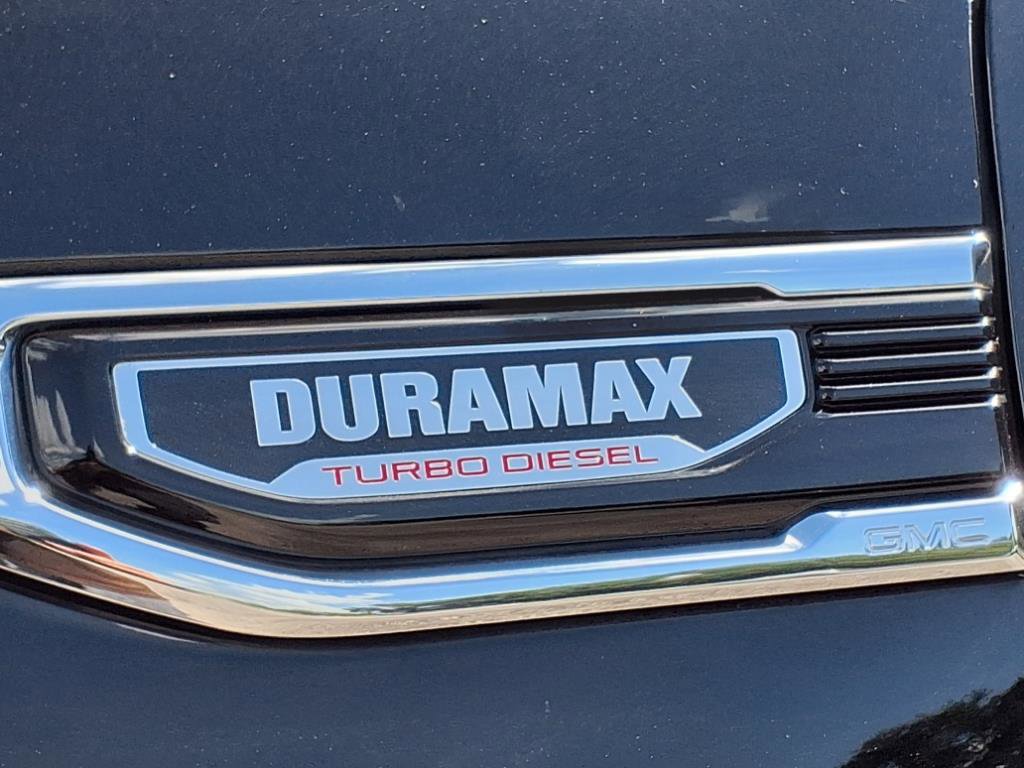 DURAMAX
TURBO DIESEL
GMC